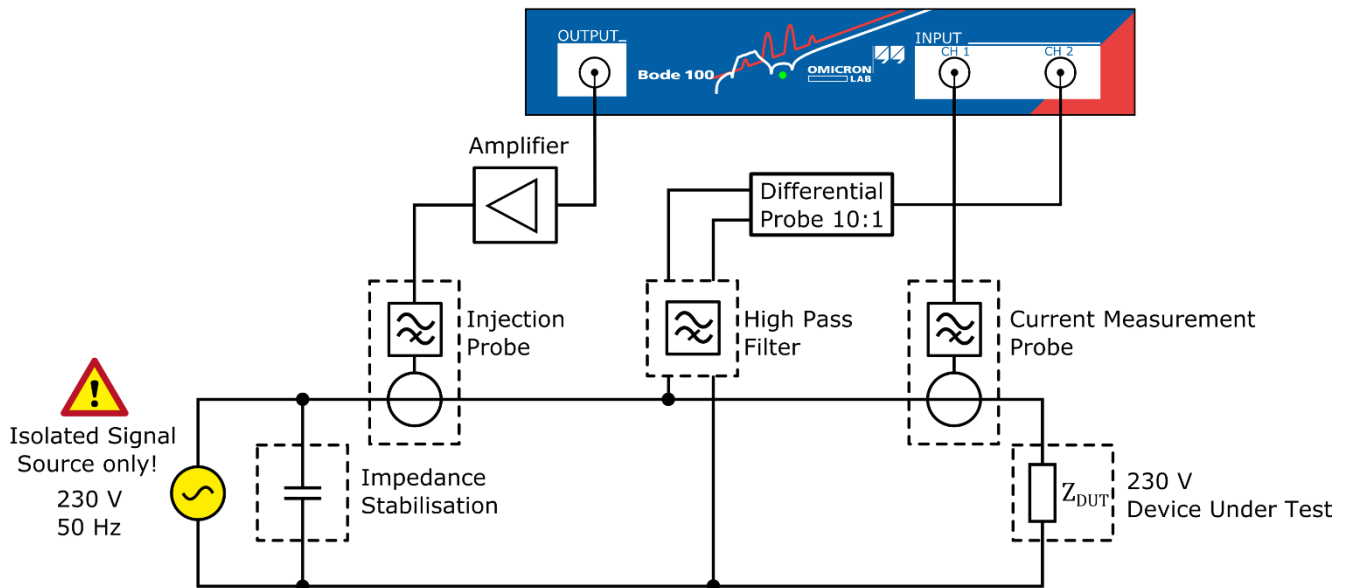 OUTPUT
INPUT
CH 1
CH 2
Bode 100
OMICRON
LAB
Amplifier
Differential
Probe 10:1
Injection
Probe
High Pass
Filter
Current Measurement
Probe
!
Isolated Signal
Source only!
230 V
50 Hz
Impedance
Stabilisation
Z_DUT
230 V
Device Under Test